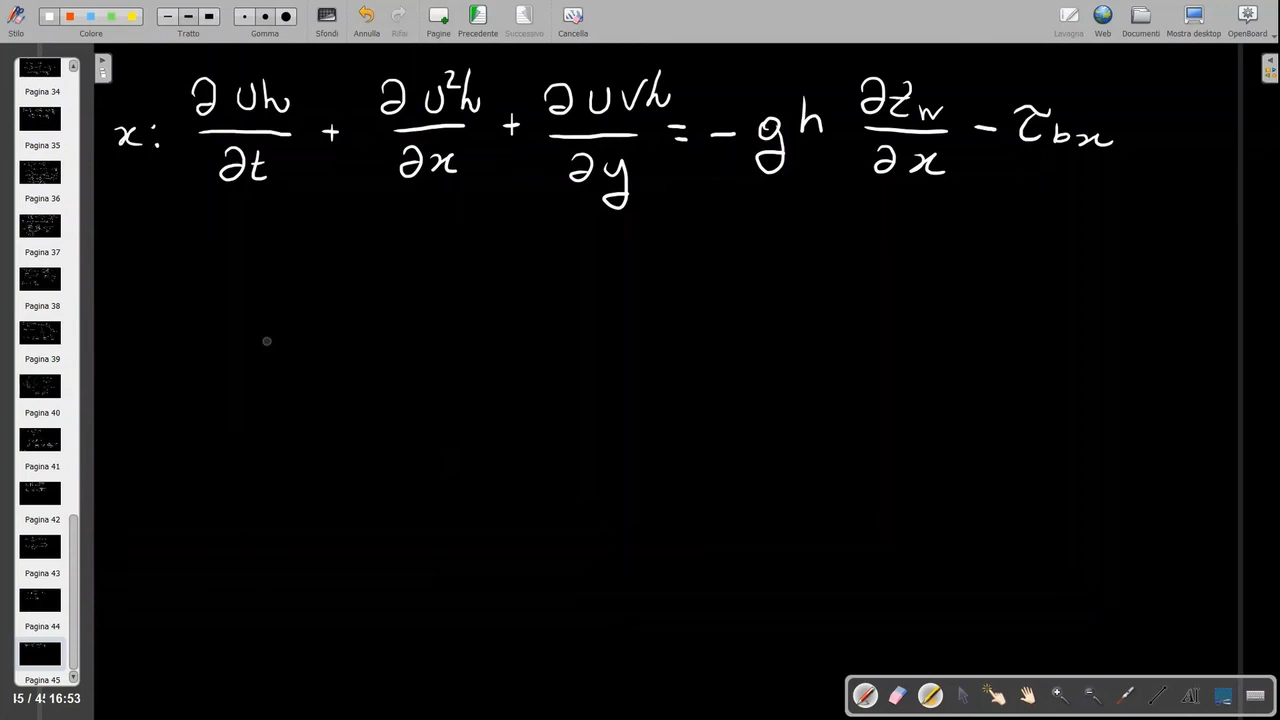 Stilo Colore Tratto Gomma Sfondi Annulla Rifai Pagine Precedente Successivo Cancella Lavagna Web Documenti Mostra desktop OpenBoard
x: ∂Uh/∂t + ∂U²h/∂x + ∂UVh/∂y = - gh ∂z_w/∂x - τ_bx
Pagina 34
Pagina 35
Pagina 36
Pagina 37
Pagina 38
Pagina 39
Pagina 40
Pagina 41
Pagina 42
Pagina 43
Pagina 44
Pagina 45
16:53